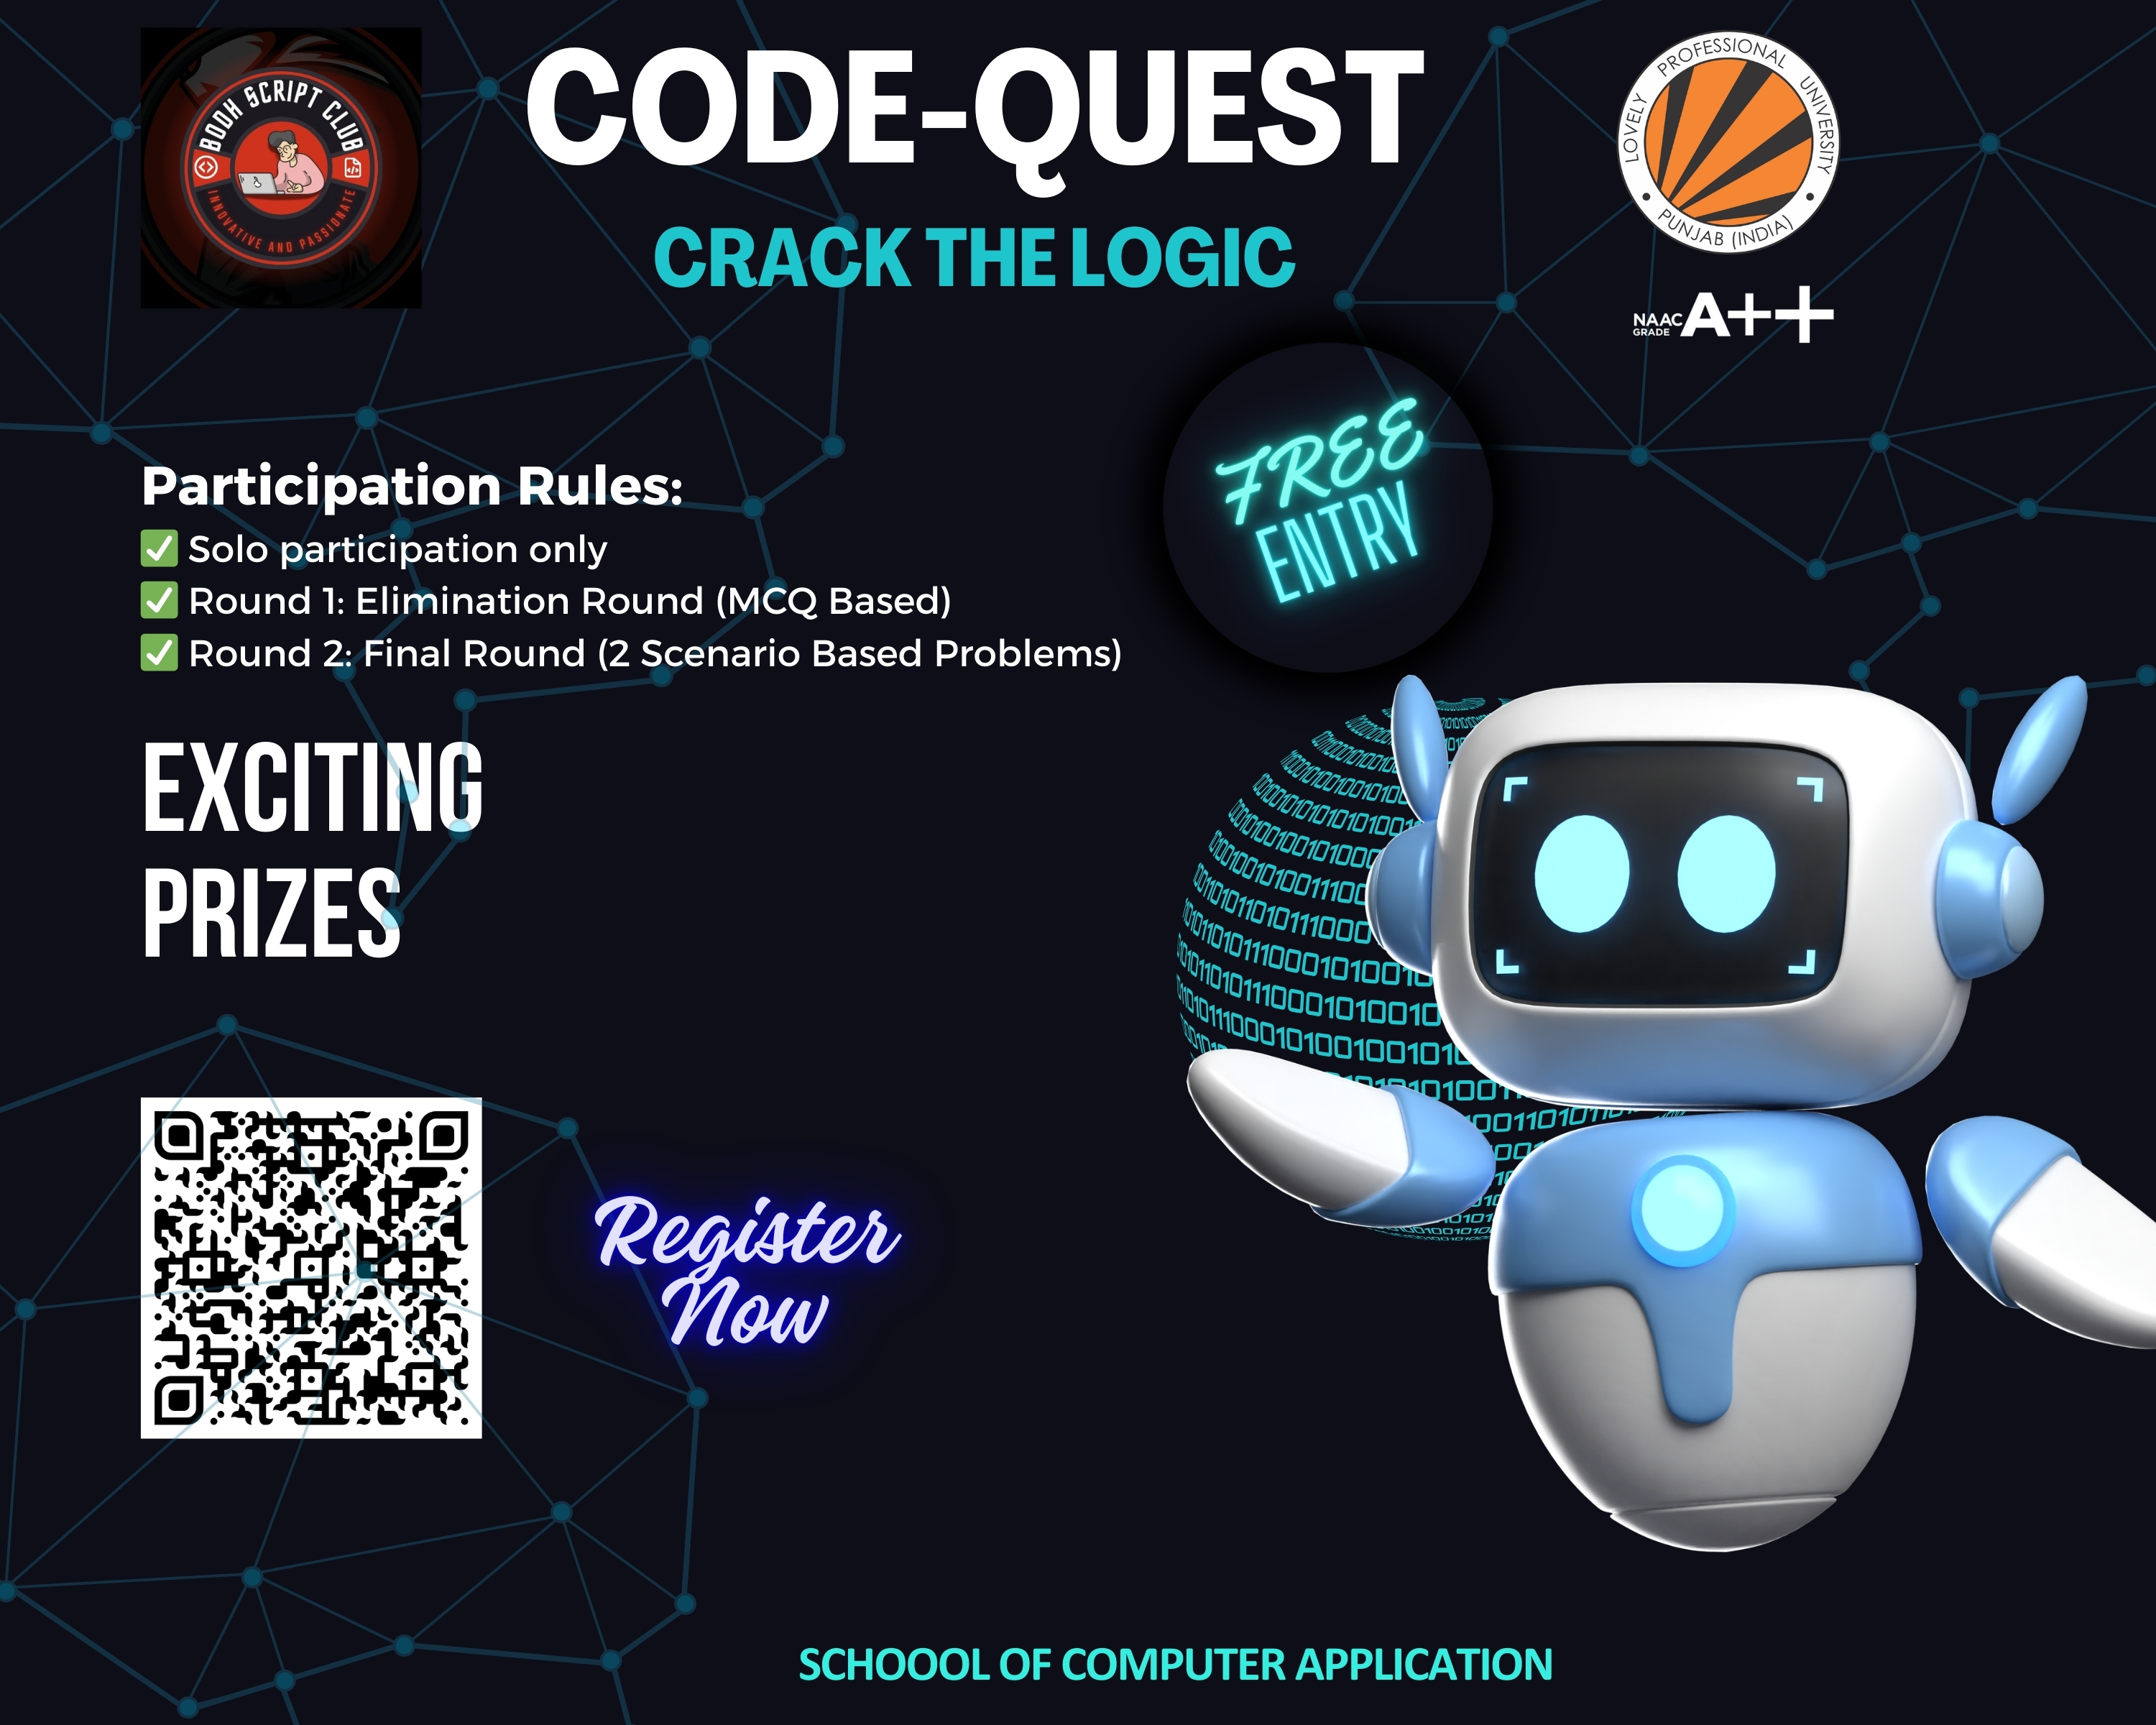 BODH SCRIPT CLUB
INNOVATIVE AND PASSIONATE
CODE-QUEST
CRACK THE LOGIC
LOVELY PROFESSIONAL UNIVERSITY
PUNJAB (INDIA)
NAAC
GRADE A++
FREE
ENTRY
Participation Rules:
✅ Solo participation only
✅ Round 1: Elimination Round (MCQ Based)
✅ Round 2: Final Round (2 Scenario Based Problems)
EXCITING
PRIZES
Register
Now
SCHOOOL OF COMPUTER APPLICATION